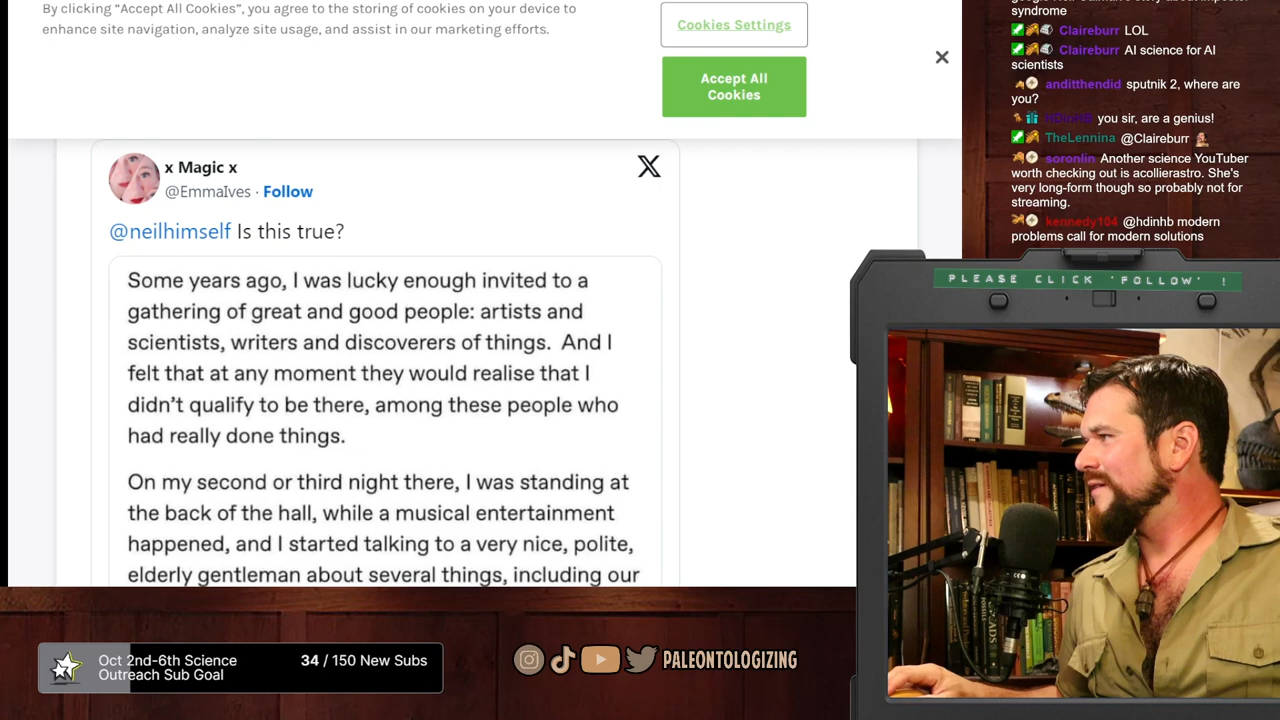 By clicking “Accept All Cookies”, you agree to the storing of cookies on your device to
enhance site navigation, analyze site usage, and assist in our marketing efforts.
Cookies Settings
Accept All
Cookies
x Magic x
@EmmaIves · Follow
@neilhimself Is this true?
Some years ago, I was lucky enough invited to a
gathering of great and good people: artists and
scientists, writers and discoverers of things. And I
felt that at any moment they would realise that I
didn’t qualify to be there, among these people who
had really done things.
On my second or third night there, I was standing at
the back of the hall, while a musical entertainment
happened, and I started talking to a very nice, polite,
elderly gentleman about several things, including our
syndrome
Claireburr LOL
Claireburr AI science for AI
scientists
anditthendid sputnik 2, where are
you?
HDinHB you sir, are a genius!
TheLennina @Claireburr
soronlin Another science YouTuber
worth checking out is acollierastro. She's
very long-form though so probably not for
streaming.
kennedy104 @hdinhb modern
problems call for modern solutions
PLEASE CLICK 'FOLLOW' !
Oct 2nd-6th Science
Outreach Sub Goal
34 / 150 New Subs
PALEONTOLOGIZING